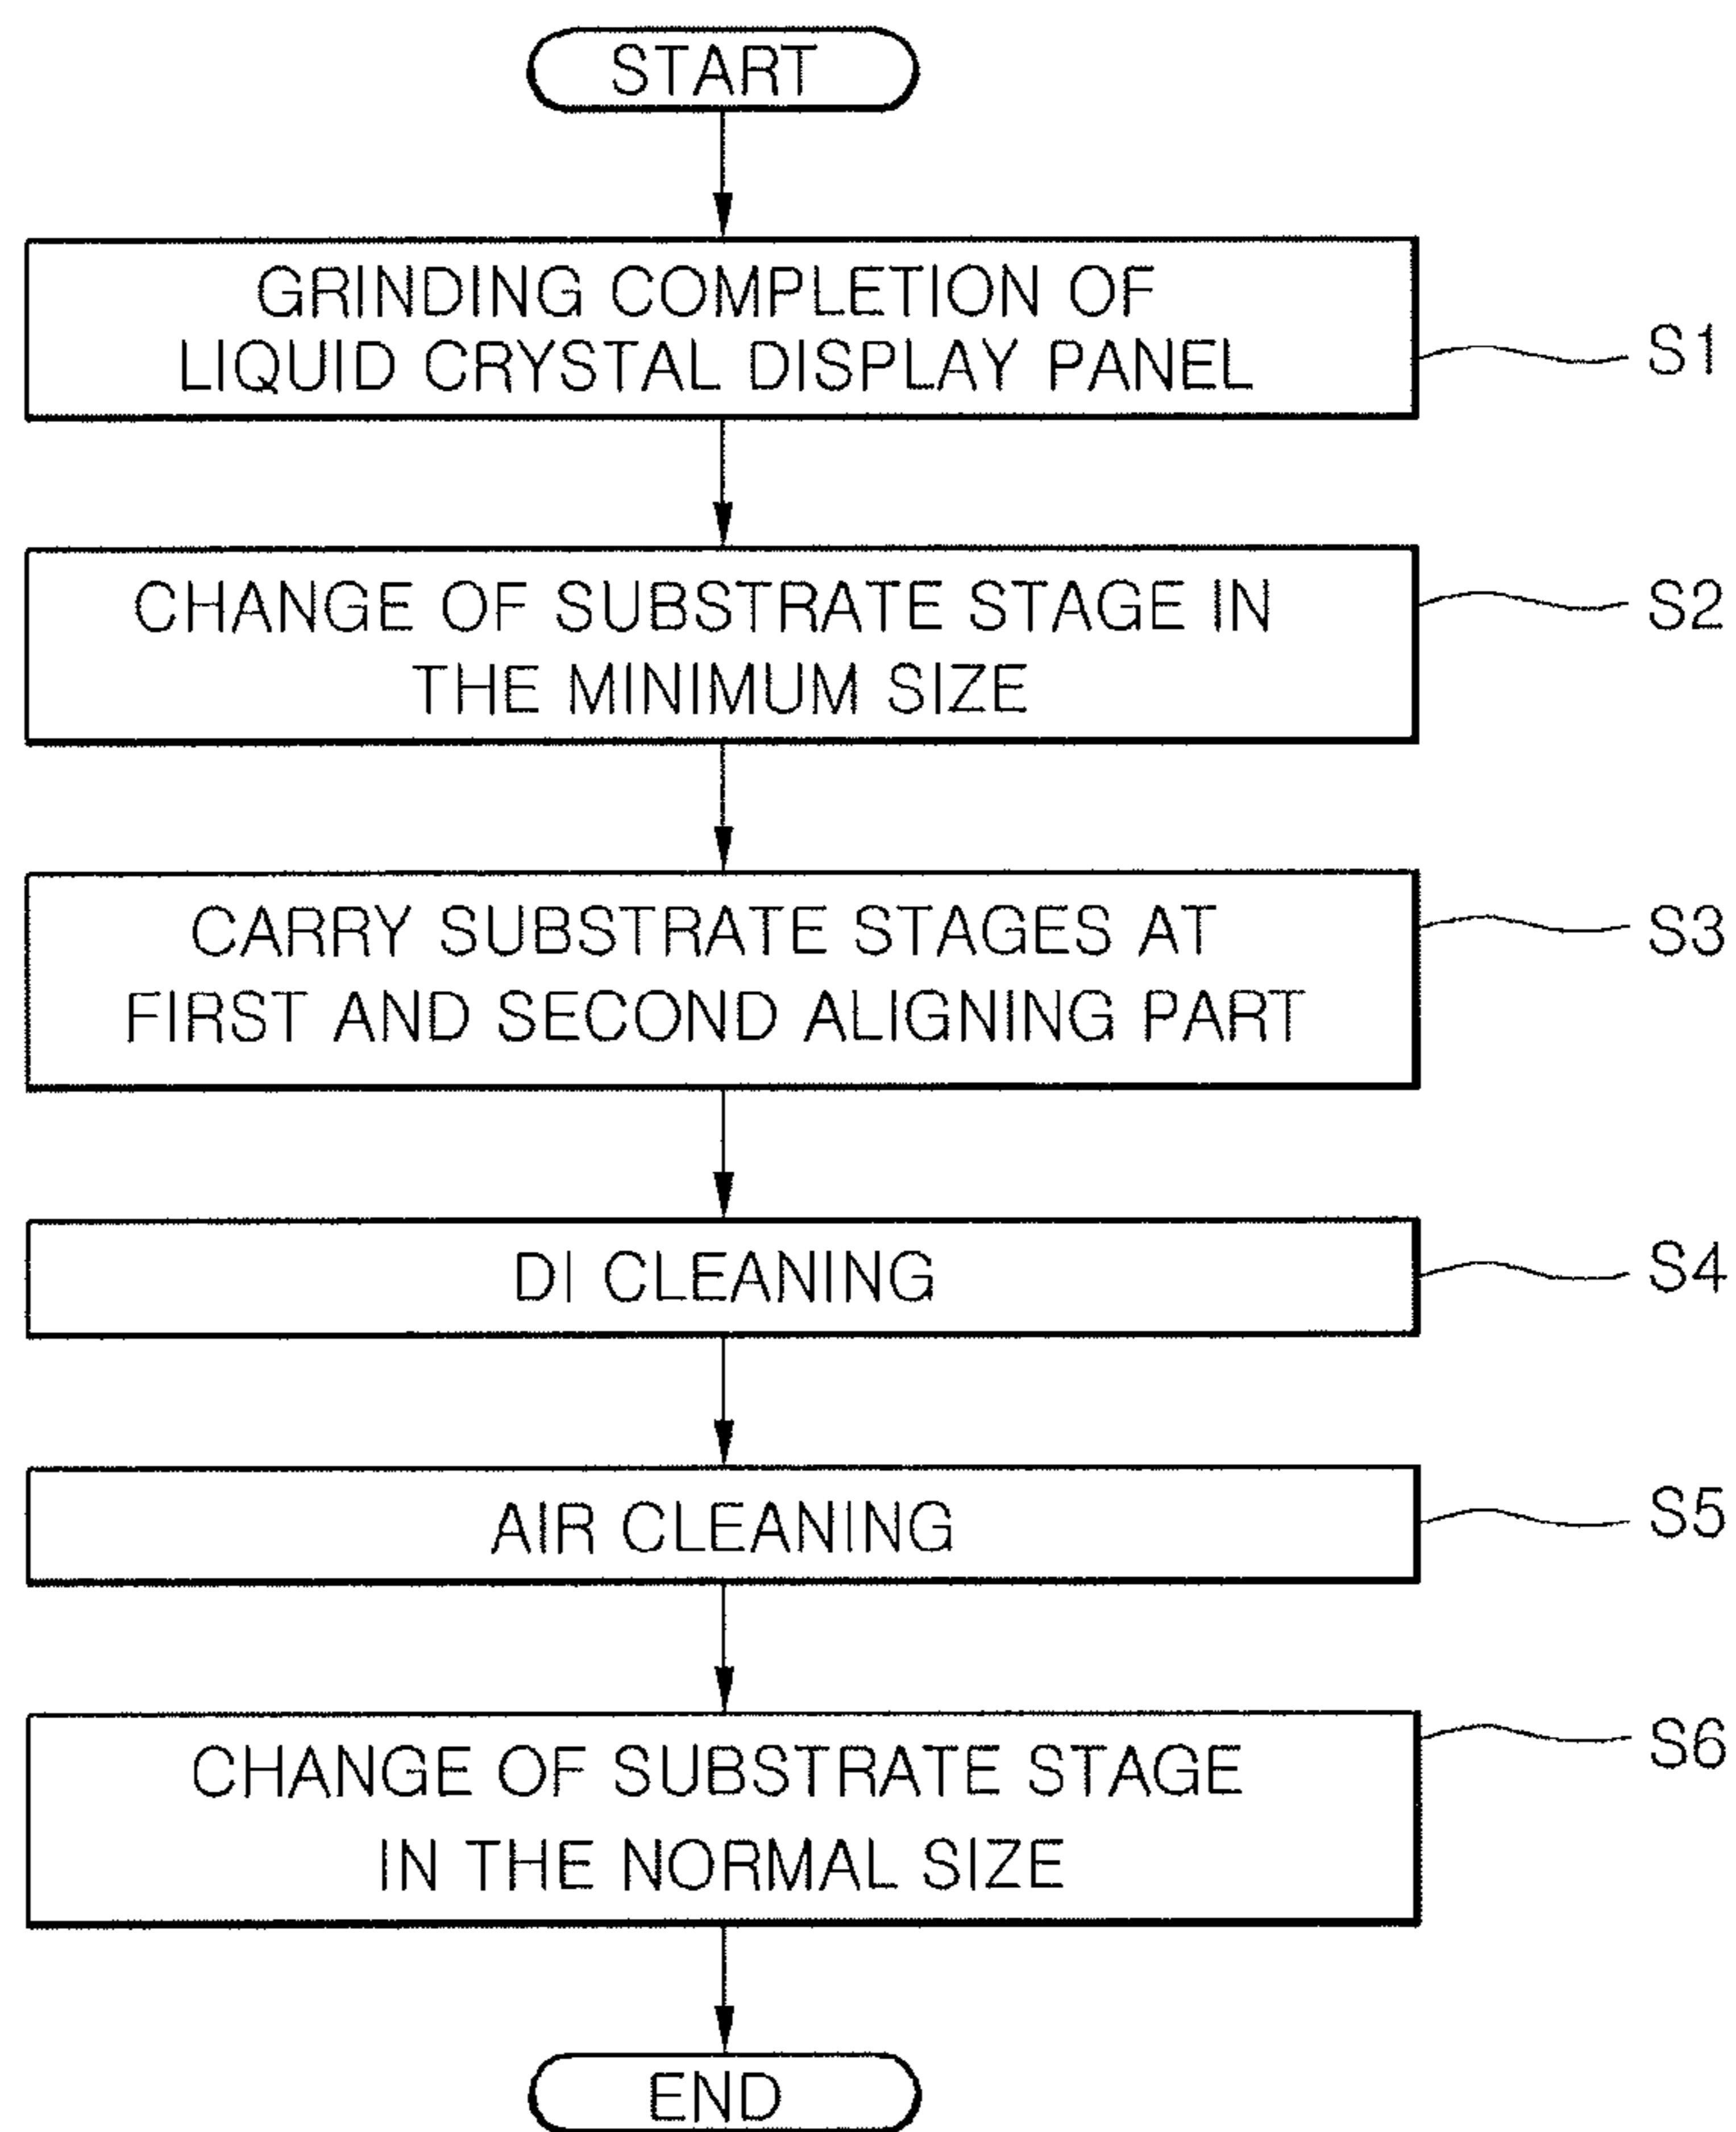 START
GRINDING COMPLETION OF
LIQUID CRYSTAL DISPLAY PANEL
S1
CHANGE OF SUBSTRATE STAGE IN
THE MINIMUM SIZE
S2
CARRY SUBSTRATE STAGES AT
FIRST AND SECOND ALIGNING PART
S3
DI CLEANING
S4
AIR CLEANING
S5
CHANGE OF SUBSTRATE STAGE
IN THE NORMAL SIZE
S6
END